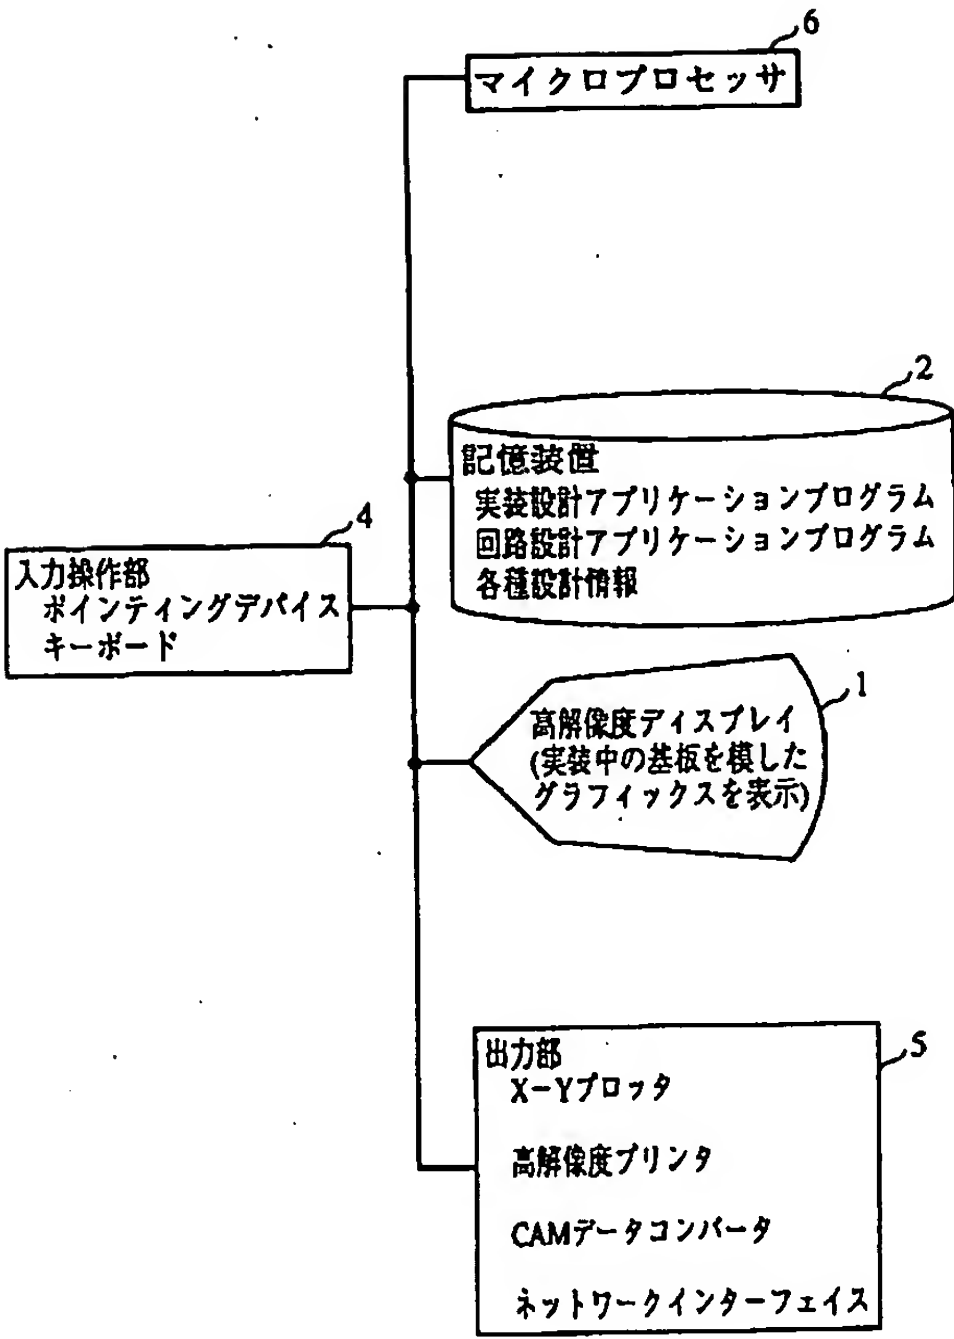 6
マイクロプロセッサ
2
記憶装置
実装設計アプリケーションプログラム
回路設計アプリケーションプログラム
各種設計情報
4
入力操作部
ポインティングデバイス
キーボード
1
高解像度ディスプレイ
(実装中の基板を模した
グラフィックスを表示)
5
出力部
X-Yプロッタ
高解像度プリンタ
CAMデータコンバータ
ネットワークインターフェイス